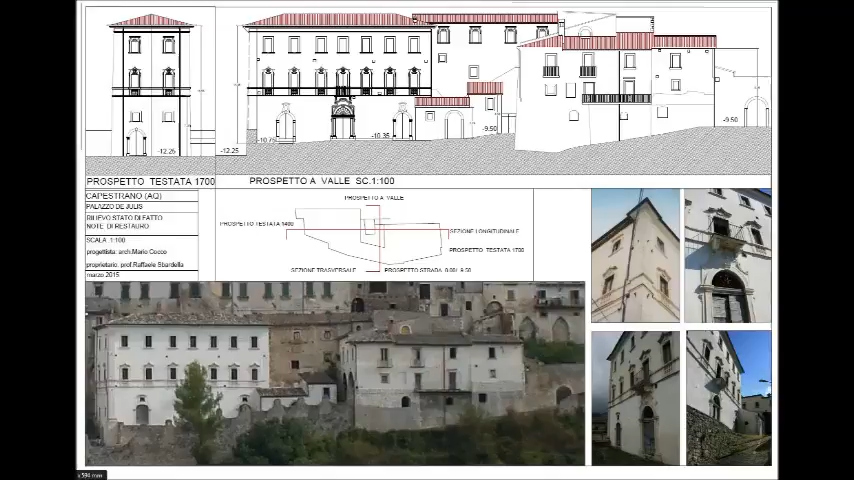 -12.25
-12.25
-10.75
-10.35
-9.50
-9.50
PROSPETTO TESTATA 1700
PROSPETTO A VALLE SC.1:100
CAPESTRANO (AQ)
PALAZZO DE JULIS
RILIEVO STATO DI FATTO
NOTE DI RESTAURO
SCALA 1:100
progettista: arch.Mario Cocco
proprietario: prof.Raffaele Sbardella
marzo 2015
PROSPETTO A VALLE
PROSPETTO TESTATA 1400
SEZIONE LONGITUDINALE
PROSPETTO TESTATA 1700
SEZIONE TRASVERSALE
PROSPETTO STRADA